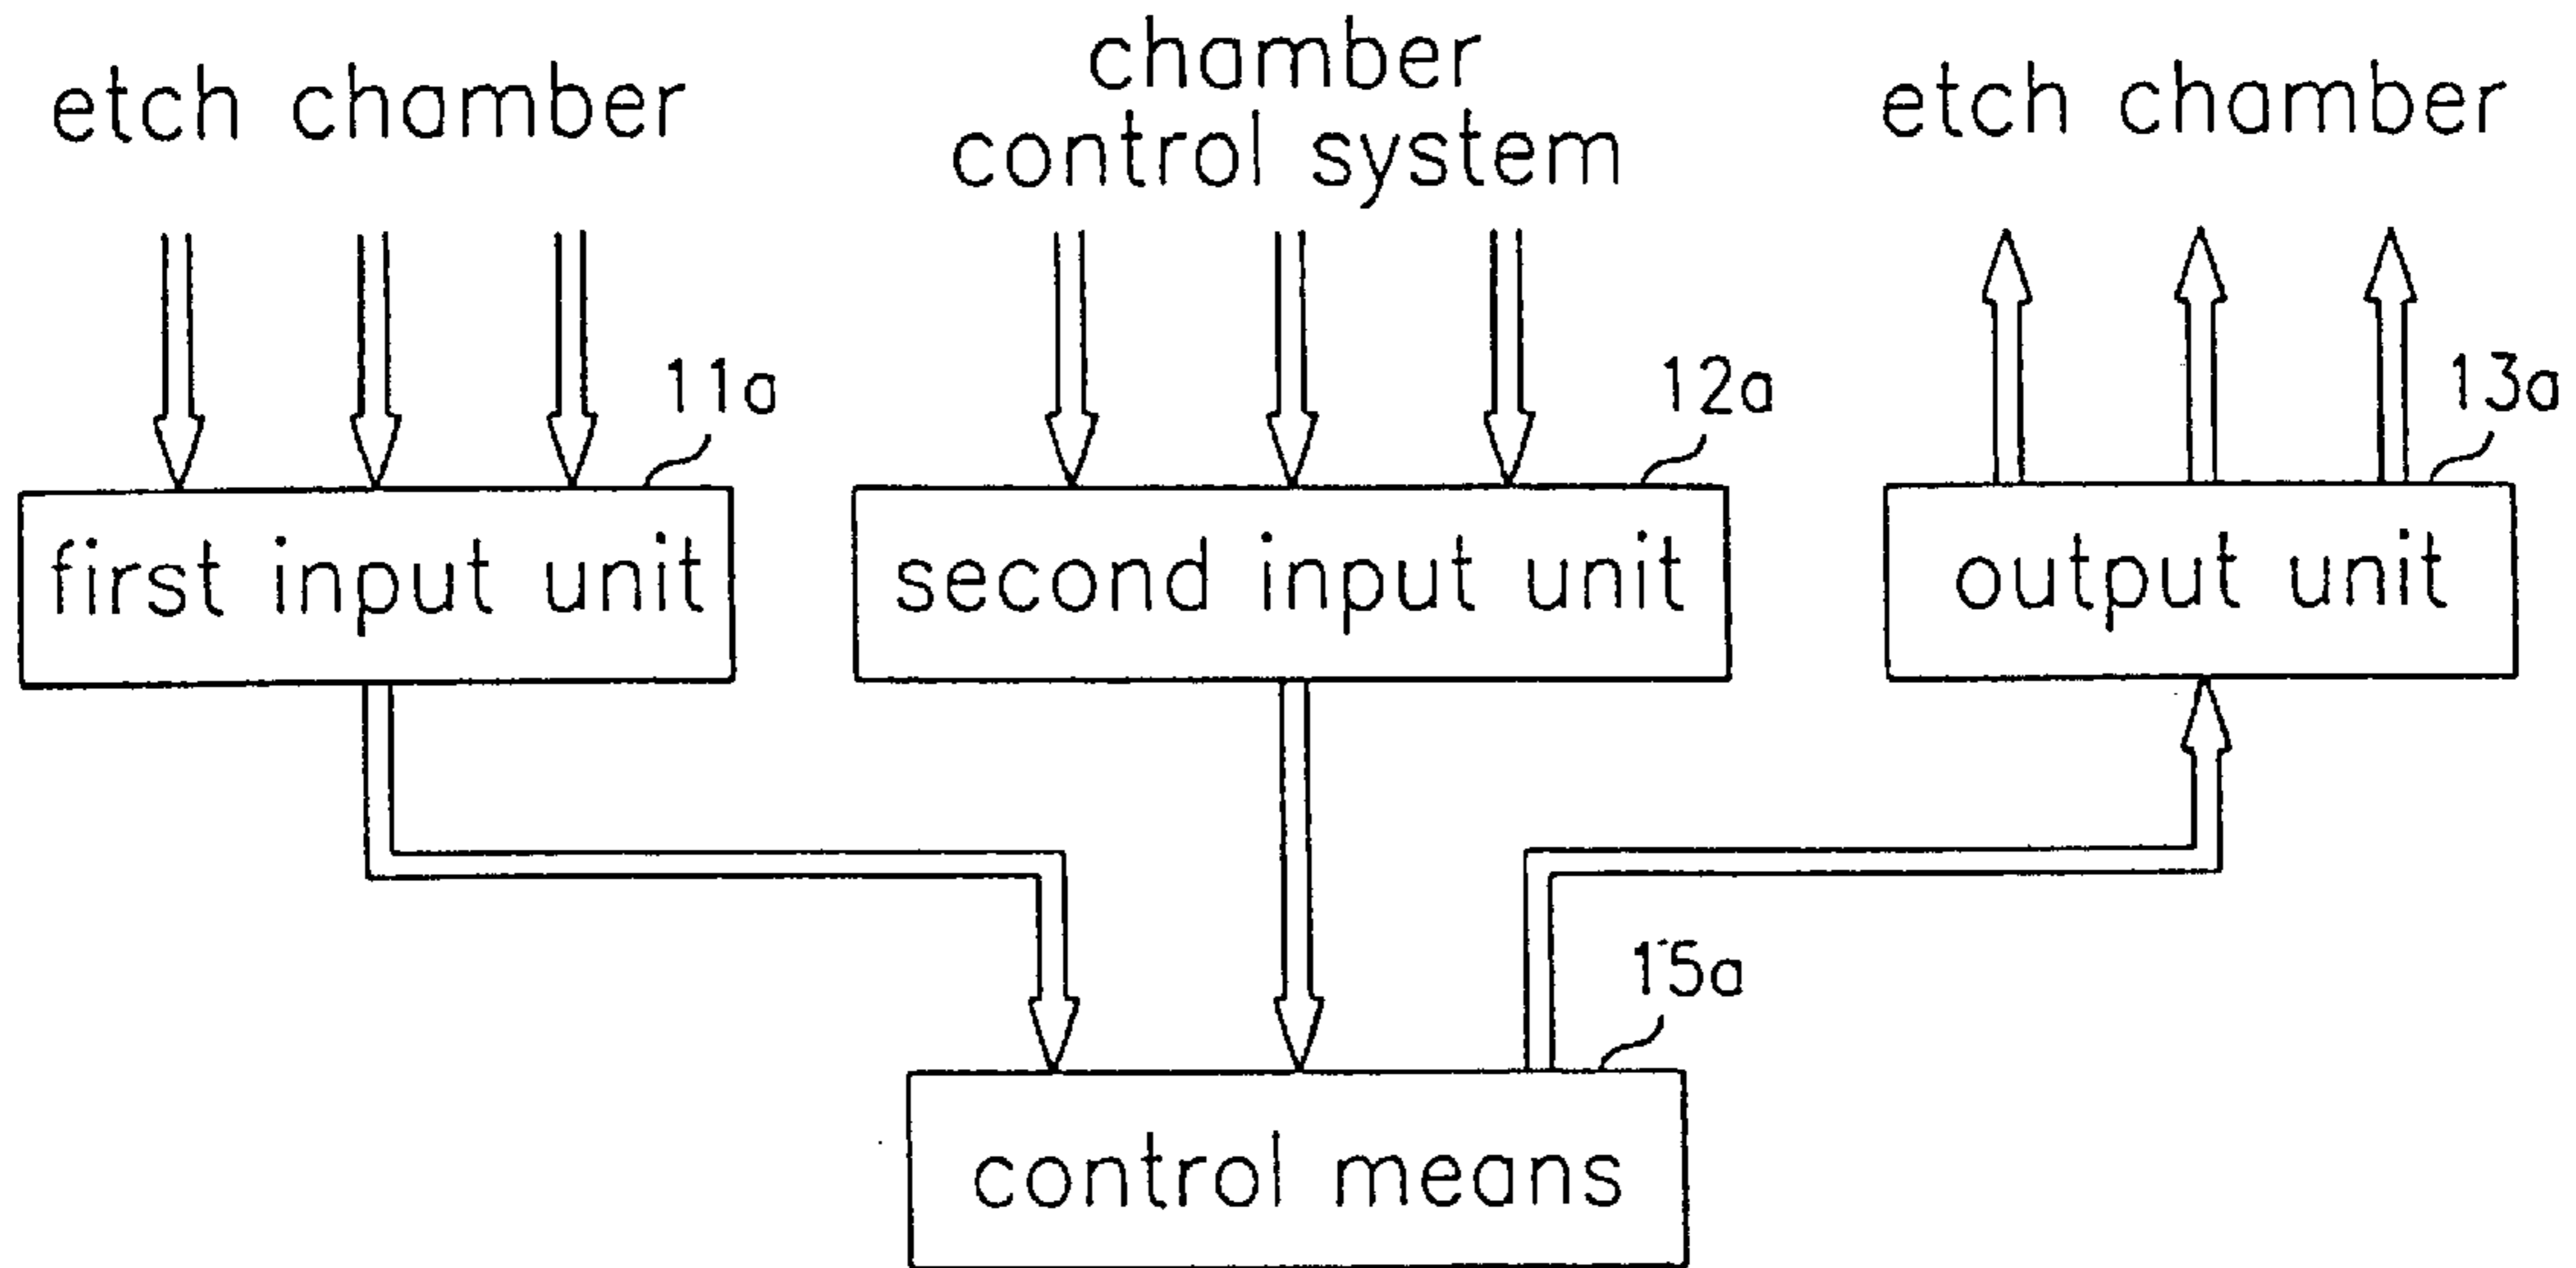 etch chamber
chamber
control system
etch chamber
11a
12a
13a
first input unit
second input unit
output unit
15a
control means